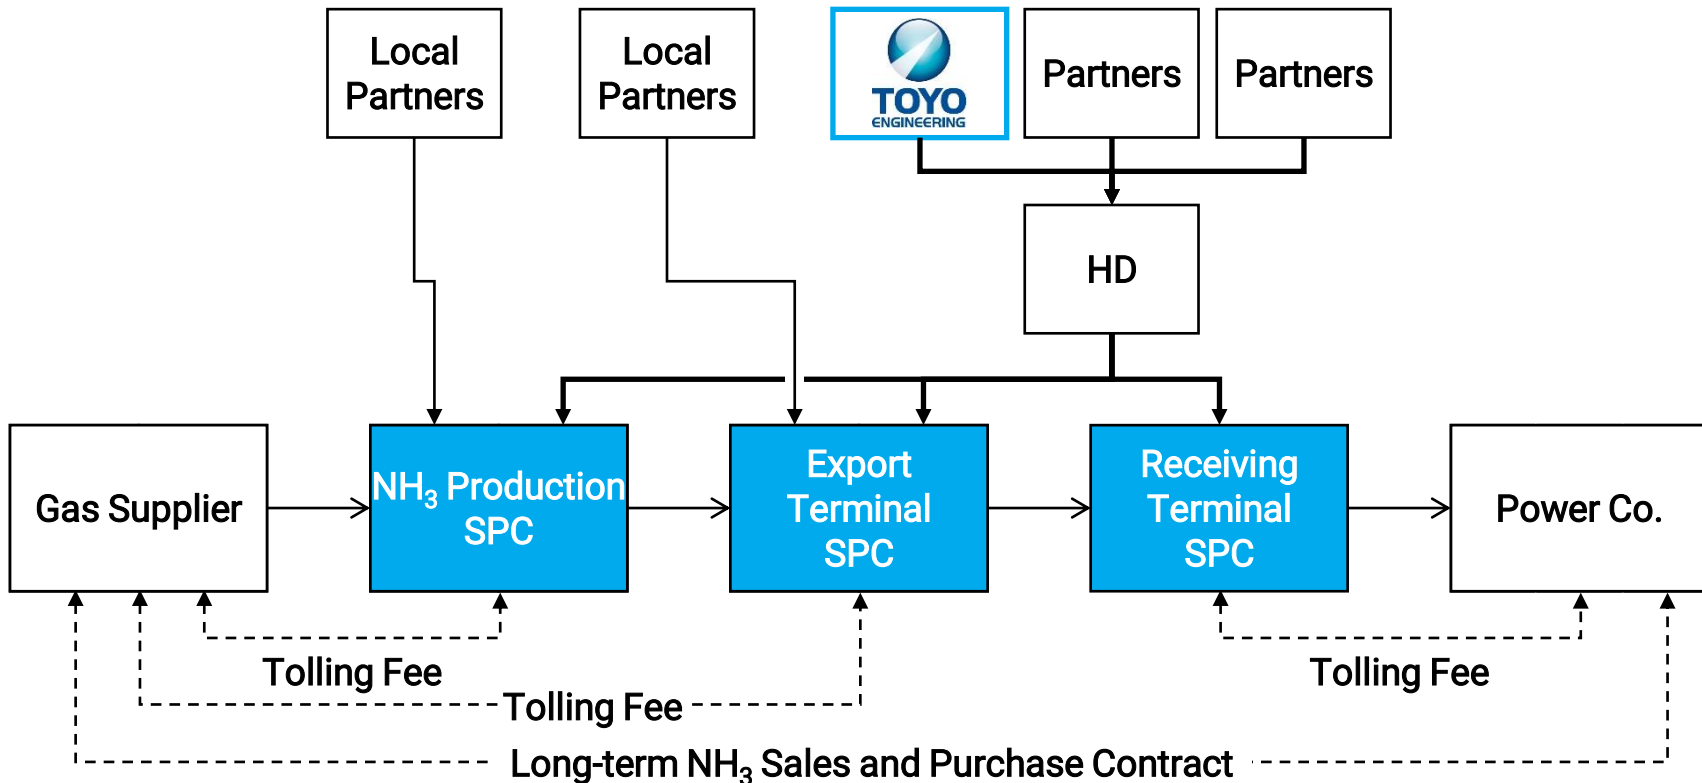 Local
Partners
Local
Partners
TOYO
ENGINEERING
Partners
Partners
HD
Gas Supplier
NH₃ Production
SPC
Export
Terminal
SPC
Receiving
Terminal
SPC
Power Co.
Tolling Fee
Tolling Fee
Tolling Fee
Long-term NH₃ Sales and Purchase Contract